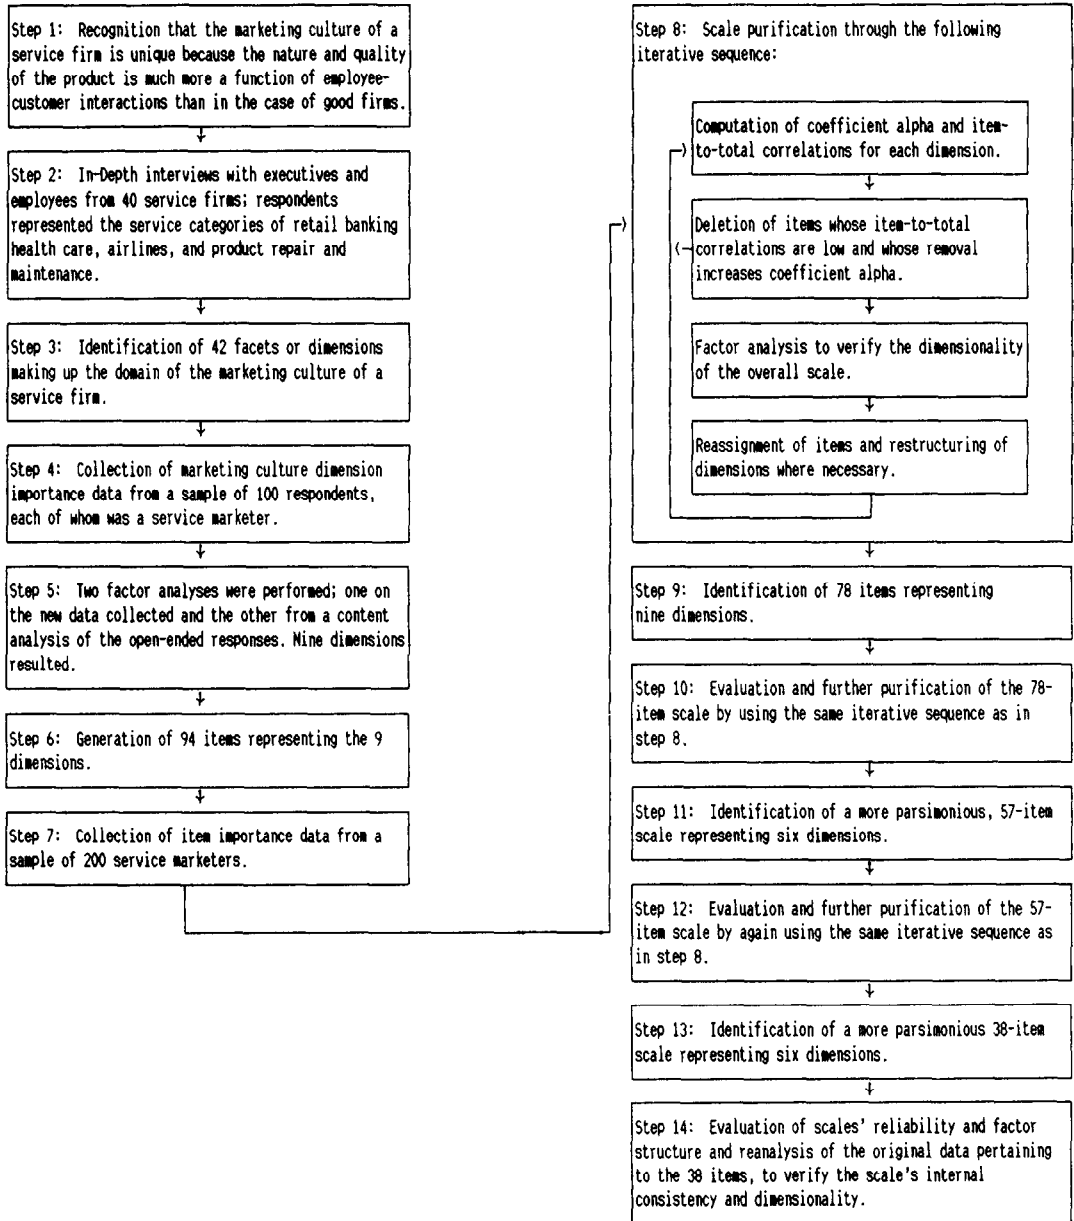 Step 1: Recognition that the marketing culture of a
service firm is unique because the nature and quality
of the product is much more a function of employee-
customer interactions than in the case of good firms.
Step 2: In-Depth interviews with executives and
employees from 40 service firms; respondents
represented the service categories of retail banking
health care, airlines, and product repair and
maintenance.
Step 3: Identification of 42 facets or dimensions
making up the domain of the marketing culture of a
service firm.
Step 4: Collection of marketing culture dimension
importance data from a sample of 100 respondents,
each of whom was a service marketer.
Step 5: Two factor analyses were performed; one on
the new data collected and the other from a content
analysis of the open-ended responses. Nine dimensions
resulted.
Step 6: Generation of 94 items representing the 9
dimensions.
Step 7: Collection of item importance data from a
sample of 200 service marketers.
Step 8: Scale purification through the following
iterative sequence:
Computation of coefficient alpha and item-
to-total correlations for each dimension.
Deletion of items whose item-to-total
correlations are low and whose removal
increases coefficient alpha.
Factor analysis to verify the dimensionality
of the overall scale.
Reassignment of items and restructuring of
dimensions where necessary.
Step 9: Identification of 78 items representing
nine dimensions.
Step 10: Evaluation and further purification of the 78-
item scale by using the same iterative sequence as in
step 8.
Step 11: Identification of a more parsimonious, 57-item
scale representing six dimensions.
Step 12: Evaluation and further purification of the 57-
item scale by again using the same iterative sequence as
in step 8.
Step 13: Identification of a more parsimonious 38-item
scale representing six dimensions.
Step 14: Evaluation of scales' reliability and factor
structure and reanalysis of the original data pertaining
to the 38 items, to verify the scale's internal
consistency and dimensionality.